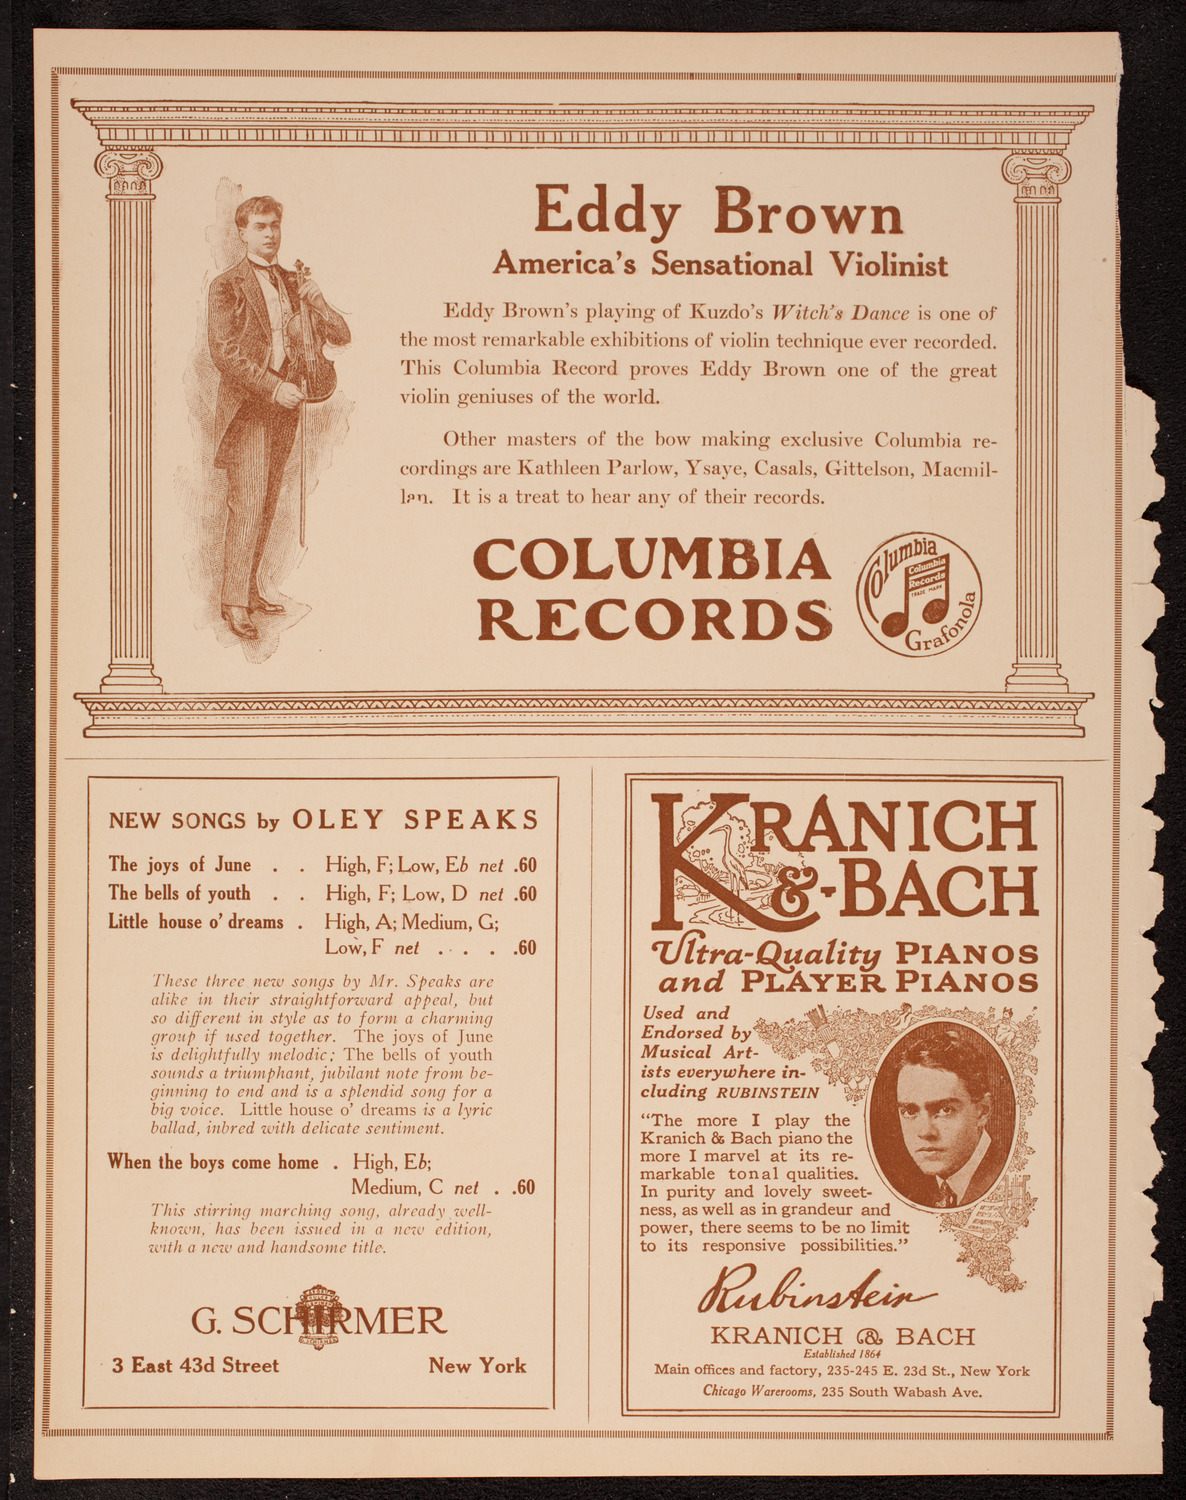 Eddy Brown
America's Sensational Violinist
Eddy Brown's playing of Kuzdo's Witch's Dance is one of
the most remarkable exhibitions of violin technique ever recorded.
This Columbia Record proves Eddy Brown one of the great
violin geniuses of the world.
Other masters of the bow making exclusive Columbia re-
cordings are Kathleen Parlow, Ysaye, Casals, Gittelson, Macmil-
lan. It is a treat to hear any of their records.
COLUMBIA
RECORDS
Columbia
Columbia
Records
TRADE MARK
Grafonola
NEW SONGS by OLEY SPEAKS
The joys of June . . High, F; Low, Eb net .60
The bells of youth . . High, F; Low, D net .60
Little house o' dreams . High, A; Medium, G;
Low, F net . . . . .60
These three new songs by Mr. Speaks are
alike in their straightforward appeal, but
so different in style as to form a charming
group if used together. The joys of June
is delightfully melodic; The bells of youth
sounds a triumphant, jubilant note from be-
ginning to end and is a splendid song for a
big voice. Little house o' dreams is a lyric
ballad, inbred with delicate sentiment.
When the boys come home . High, Eb;
Medium, C net . .60
This stirring marching song, already well-
known, has been issued in a new edition,
with a new and handsome title.
G. SCHIRMER
3 East 43d Street New York
KRANICH
&-BACH
Ultra-Quality PIANOS
and PLAYER PIANOS
Used and
Endorsed by
Musical Art-
ists everywhere in-
cluding RUBINSTEIN
"The more I play the
Kranich & Bach piano the
more I marvel at its re-
markable tonal qualities.
In purity and lovely sweet-
ness, as well as in grandeur and
power, there seems to be no limit
to its responsive possibilities."
Rubinstein
KRANICH & BACH
Established 1864
Main offices and factory, 235-245 E. 23d St., New York
Chicago Warerooms, 235 South Wabash Ave.